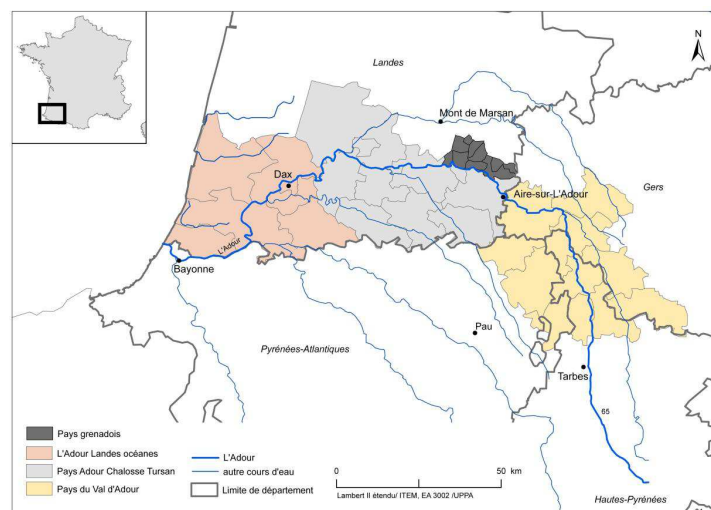 N
Landes
Mont de Marsan
Dax
Gers
Aire-sur-L'Adour
L'Adour
Bayonne
Pau
Pyrénées-Atlantiques
Tarbes
65
Pays grenadois
L'Adour Landes océanes
Pays Adour Chalosse Tursan
Pays du Val d'Adour
L'Adour
autre cours d'eau
Limite de département
0 50 km
Lambert II étendu/ ITEM, EA 3002 /UPPA
Hautes-Pyrénées